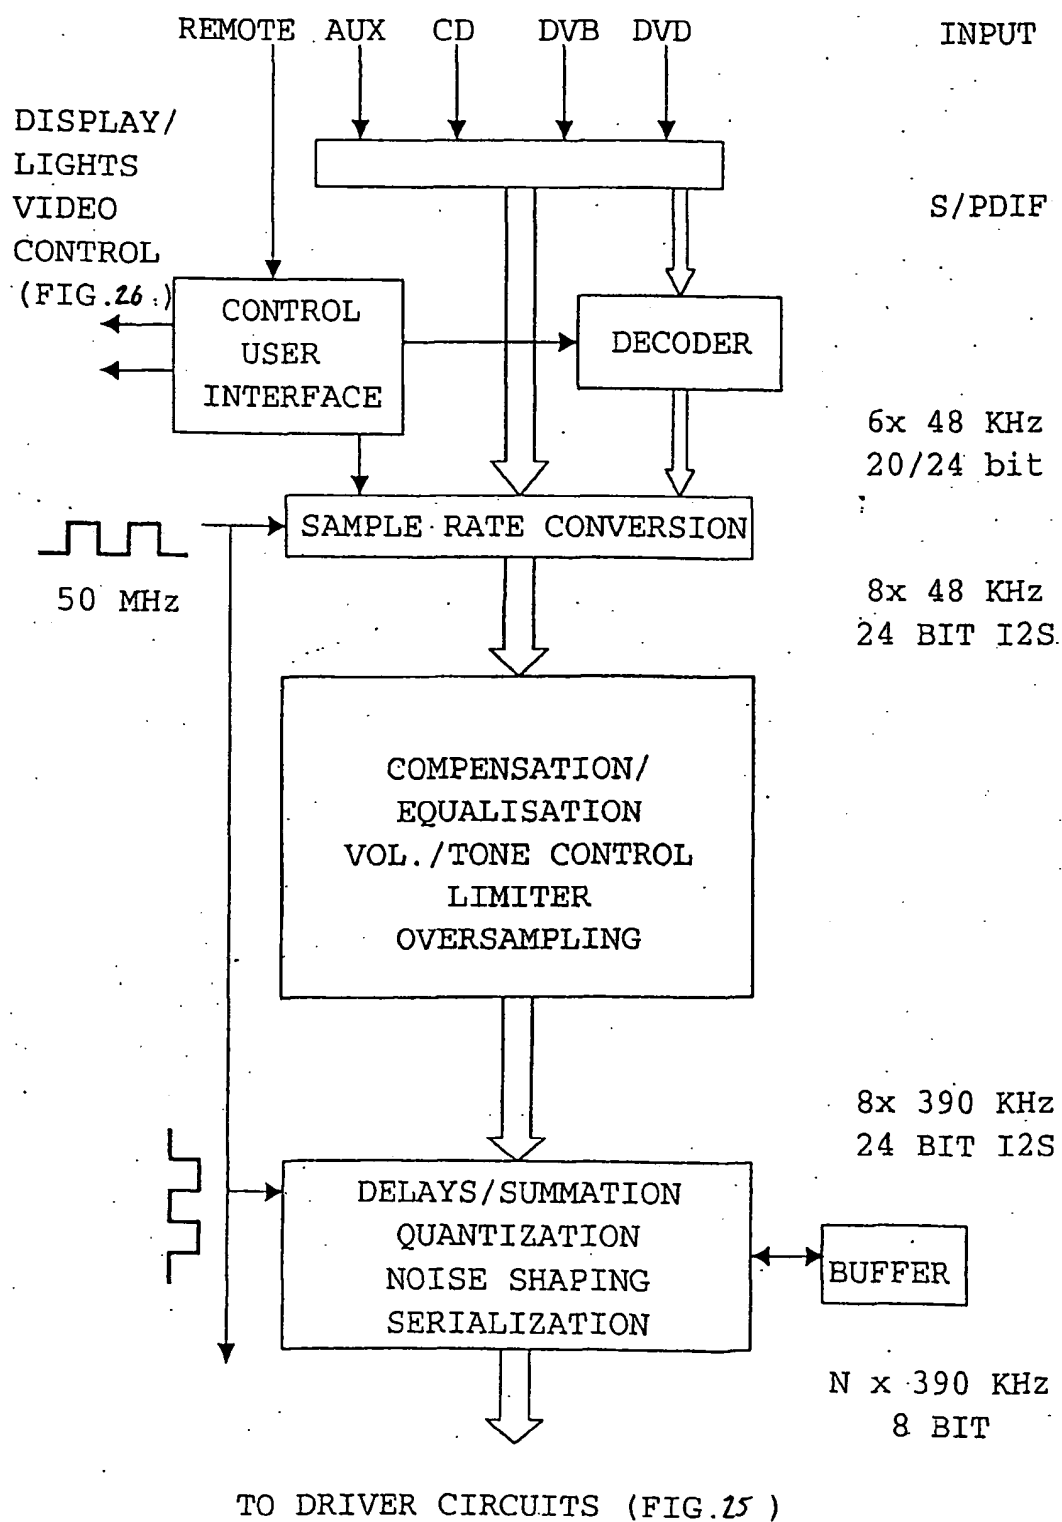 REMOTE AUX CD DVB DVD INPUT
DISPLAY/
LIGHTS
VIDEO
CONTROL
(FIG.26.)
S/PDIF
CONTROL
USER
INTERFACE
DECODER
6x 48 KHz
20/24 bit
SAMPLE RATE CONVERSION
50 MHz
8x 48 KHz
24 BIT I2S
COMPENSATION/
EQUALISATION
VOL./TONE CONTROL
LIMITER
OVERSAMPLING
8x 390 KHz
24 BIT I2S
DELAYS/SUMMATION
QUANTIZATION
NOISE SHAPING
SERIALIZATION
BUFFER
N x 390 KHz
8 BIT
TO DRIVER CIRCUITS (FIG.25 )